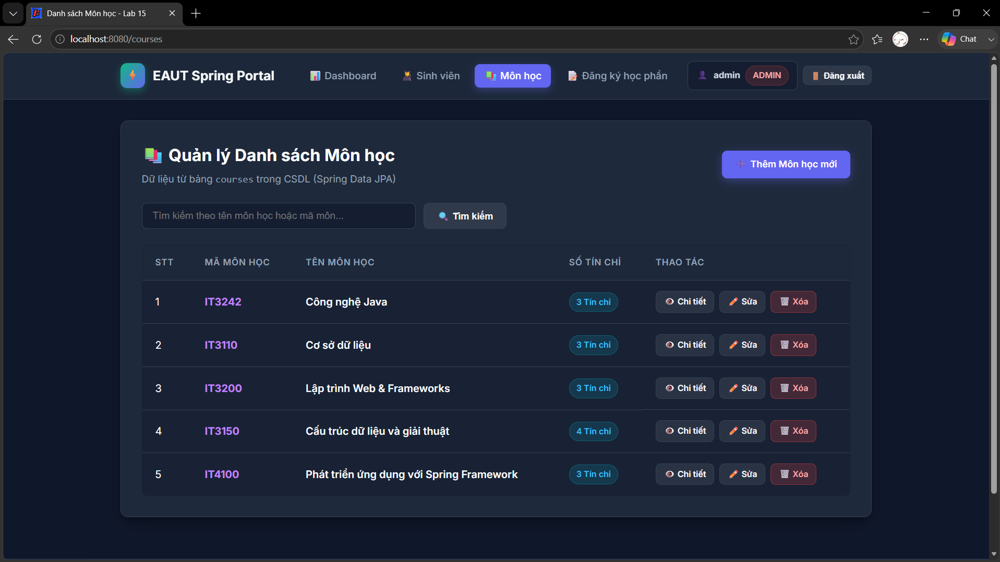 Danh sách Môn học - Lab 15
localhost:8080/courses
Chat
EAUT Spring Portal
Dashboard
Sinh viên
Môn học
Đăng ký học phần
admin ADMIN
Đăng xuất
Quản lý Danh sách Môn học
Dữ liệu từ bảng courses trong CSDL (Spring Data JPA)
Thêm Môn học mới
Tìm kiếm theo tên môn học hoặc mã môn...
Tìm kiếm
STT MÃ MÔN HỌC TÊN MÔN HỌC SỐ TÍN CHỈ THAO TÁC
1 IT3242 Công nghệ Java 3 Tín chỉ Chi tiết Sửa Xóa
2 IT3110 Cơ sở dữ liệu 3 Tín chỉ Chi tiết Sửa Xóa
3 IT3200 Lập trình Web & Frameworks 3 Tín chỉ Chi tiết Sửa Xóa
4 IT3150 Cấu trúc dữ liệu và giải thuật 4 Tín chỉ Chi tiết Sửa Xóa
5 IT4100 Phát triển ứng dụng với Spring Framework 3 Tín chỉ Chi tiết Sửa Xóa